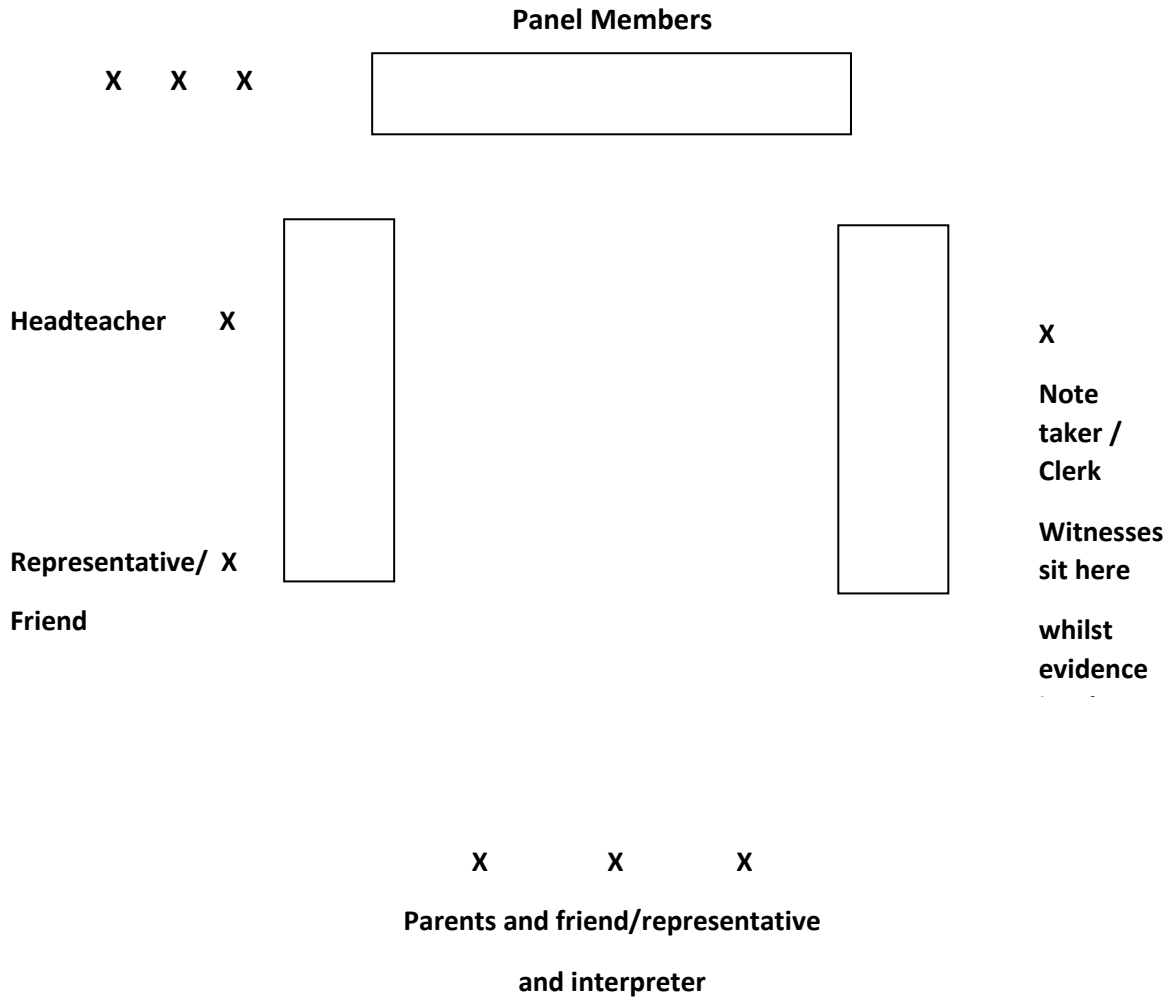 Panel Members
X X X
Headteacher X
X
Note
taker /
Clerk
Witnesses
sit here
Representative/ X
Friend
whilst
evidence
X X X
Parents and friend/representative
and interpreter